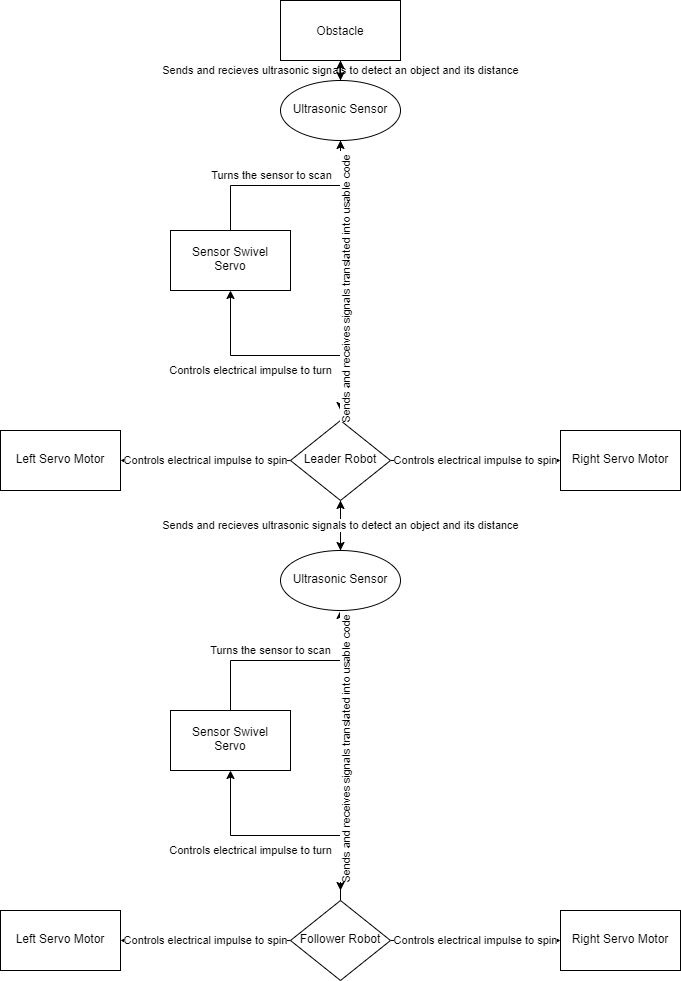 Obstacle
Sends and recieves ultrasonic signals to detect an object and its distance
Ultrasonic Sensor
Turns the sensor to scan
Sends and receives signals translated into usable code
Sensor Swivel
Servo
Controls electrical impulse to turn
Left Servo Motor
Controls electrical impulse to spin
Leader Robot
Controls electrical impulse to spin
Right Servo Motor
Sends and recieves ultrasonic signals to detect an object and its distance
Ultrasonic Sensor
Turns the sensor to scan
Sends and receives signals translated into usable code
Sensor Swivel
Servo
Controls electrical impulse to turn
Left Servo Motor
Controls electrical impulse to spin
Follower Robot
Controls electrical impulse to spin
Right Servo Motor